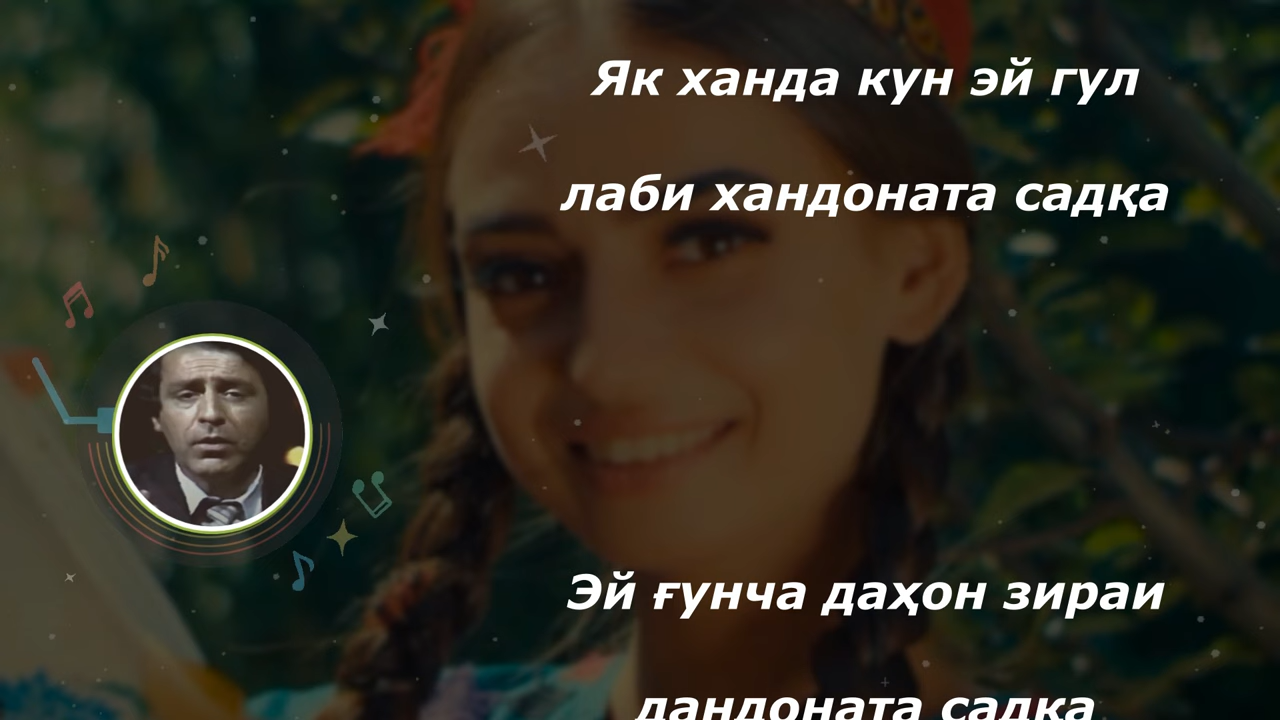 Як ханда кун эй гул
лаби хандоната садқа
Эй ғунча даҳон зираи
дандоната садқа